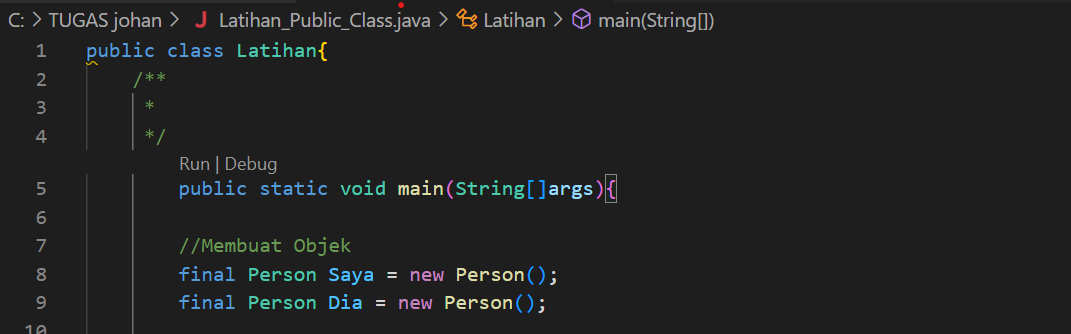 C: > TUGAS johan > J Latihan_Public_Class.java > Latihan > main(String[])
1 public class Latihan{
2 /**
3 *
4 */
Run | Debug
5 public static void main(String[]args){
6
7 //Membuat Objek
8 final Person Saya = new Person();
9 final Person Dia = new Person();
10